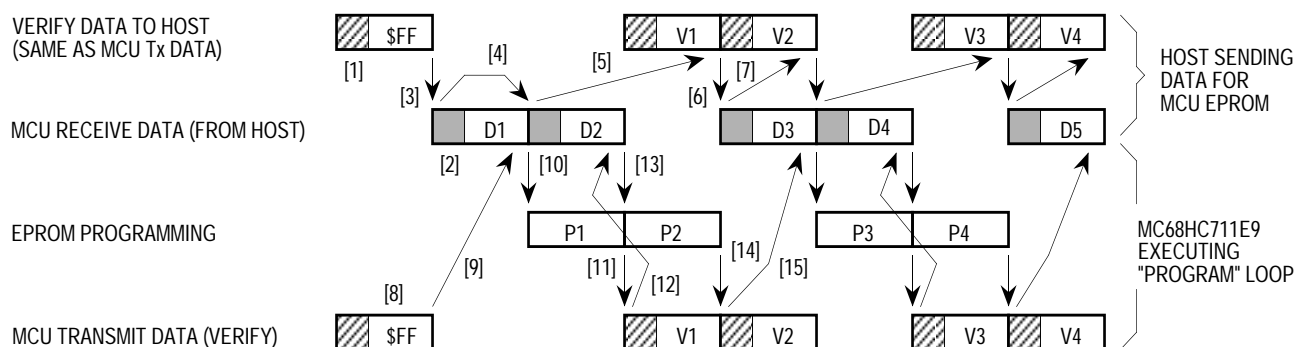 VERIFY DATA TO HOST
(SAME AS MCU Tx DATA)
$FF
V1
V2
V3
V4
[1]
[3]
[4]
[5]
[6]
[7]
HOST SENDING
DATA FOR
MCU EPROM
MCU RECEIVE DATA (FROM HOST)
D1
D2
D3
D4
D5
[2]
[10]
[13]
EPROM PROGRAMMING
P1
P2
P3
P4
[9]
[11]
[12]
[14]
[15]
MC68HC711E9
EXECUTING
"PROGRAM" LOOP
[8]
MCU TRANSMIT DATA (VERIFY)
$FF
V1
V2
V3
V4